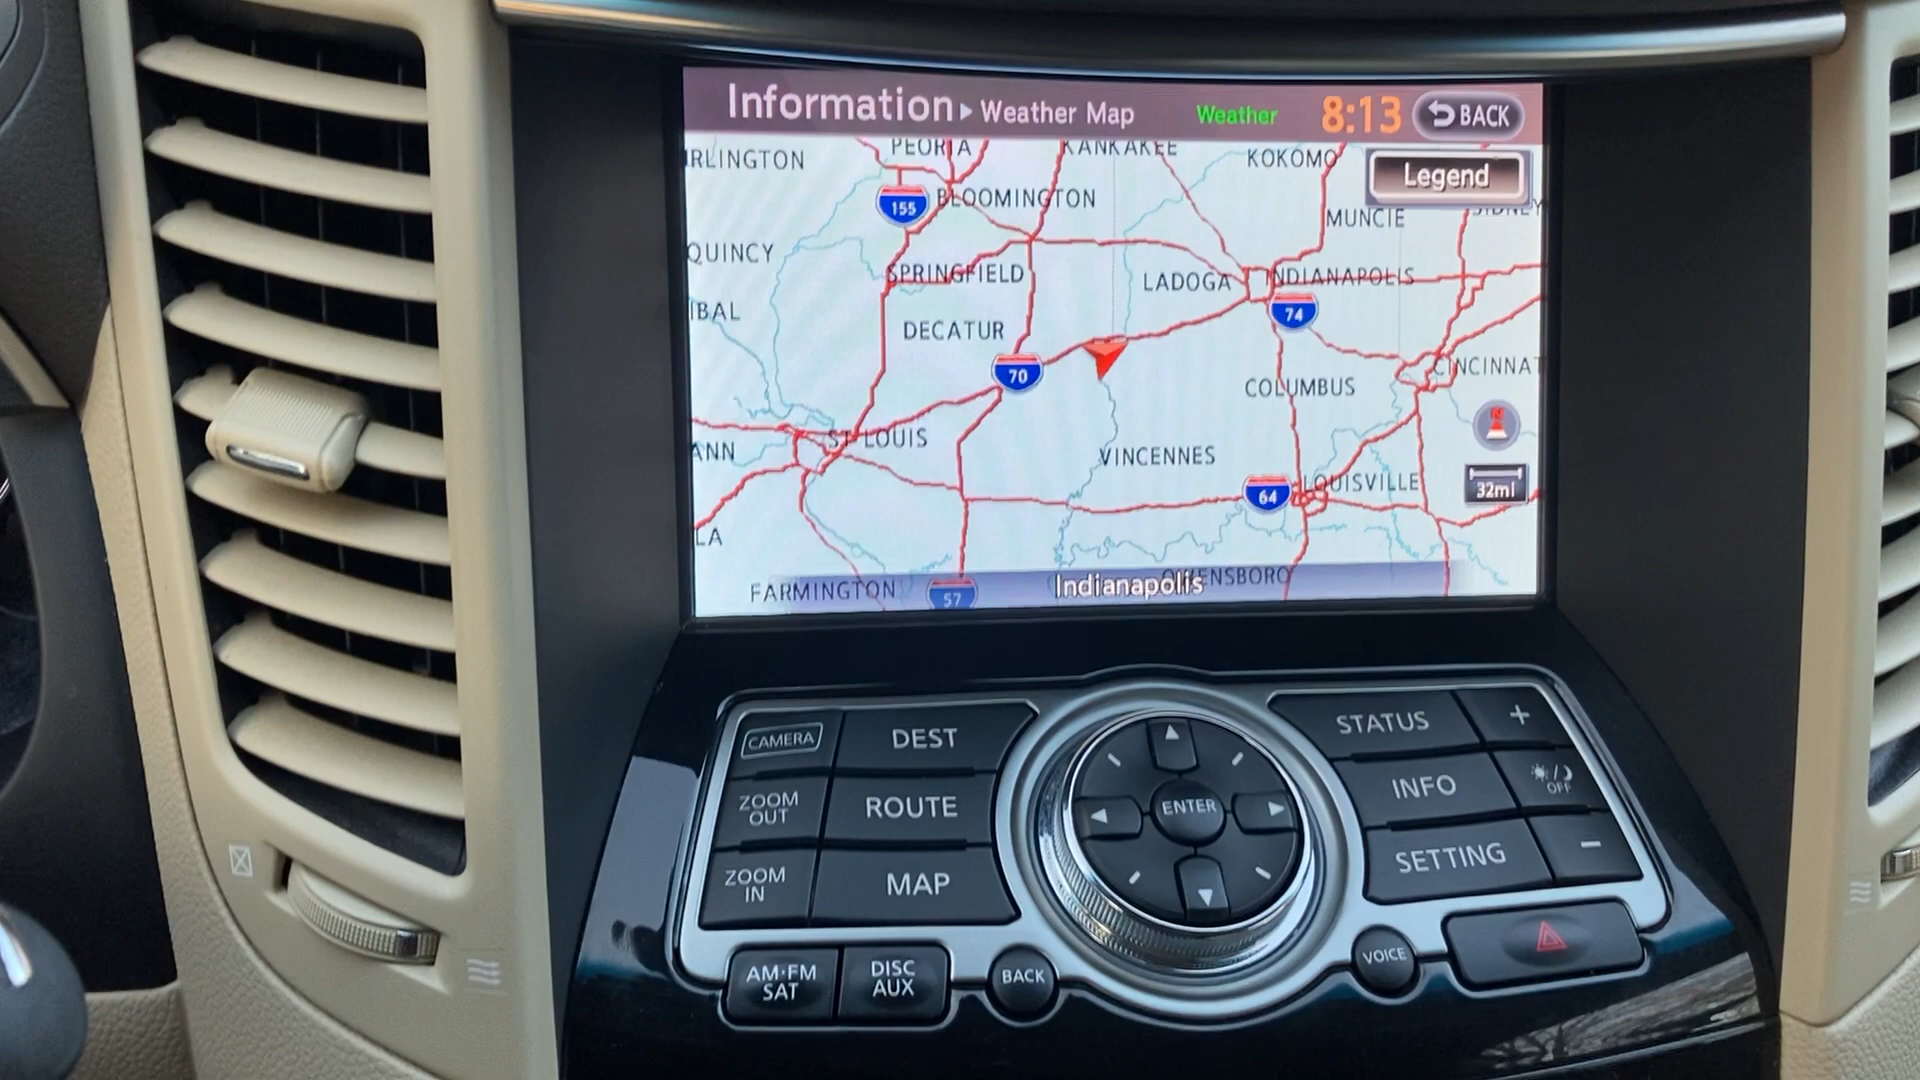 Information ▸ Weather Map
Weather
8:13
BACK
Legend
RLINGTON
PEORIA
KANKAKEE
KOKOMO
155
BLOOMINGTON
MUNCIE
SIDNEY
QUINCY
SPRINGFIELD
LADOGA
INDIANAPOLIS
IBAL
DECATUR
74
70
CINCINNAT
COLUMBUS
ANN
ST LOUIS
VINCENNES
64
LOUISVILLE
32mi
LA
FARMINGTON
57
Indianapolis
OWENSBORO
CAMERA
DEST
ZOOM
OUT
ROUTE
ZOOM
IN
MAP
ENTER
STATUS
+
INFO
OFF
SETTING
−
AM·FM
SAT
DISC
AUX
BACK
VOICE